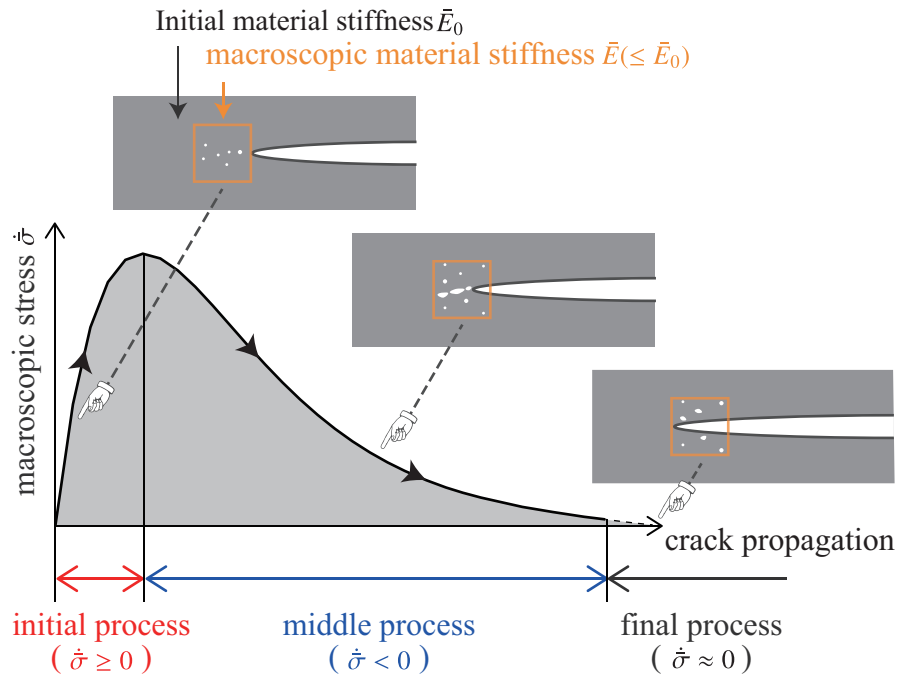 Initial material stiffness Ē₀
macroscopic material stiffness Ē(≤ Ē₀)
macroscopic stress σ̄̇
crack propagation
initial process
( σ̄̇ ≥ 0 )
middle process
( σ̄̇ < 0 )
final process
( σ̄̇ ≈ 0 )